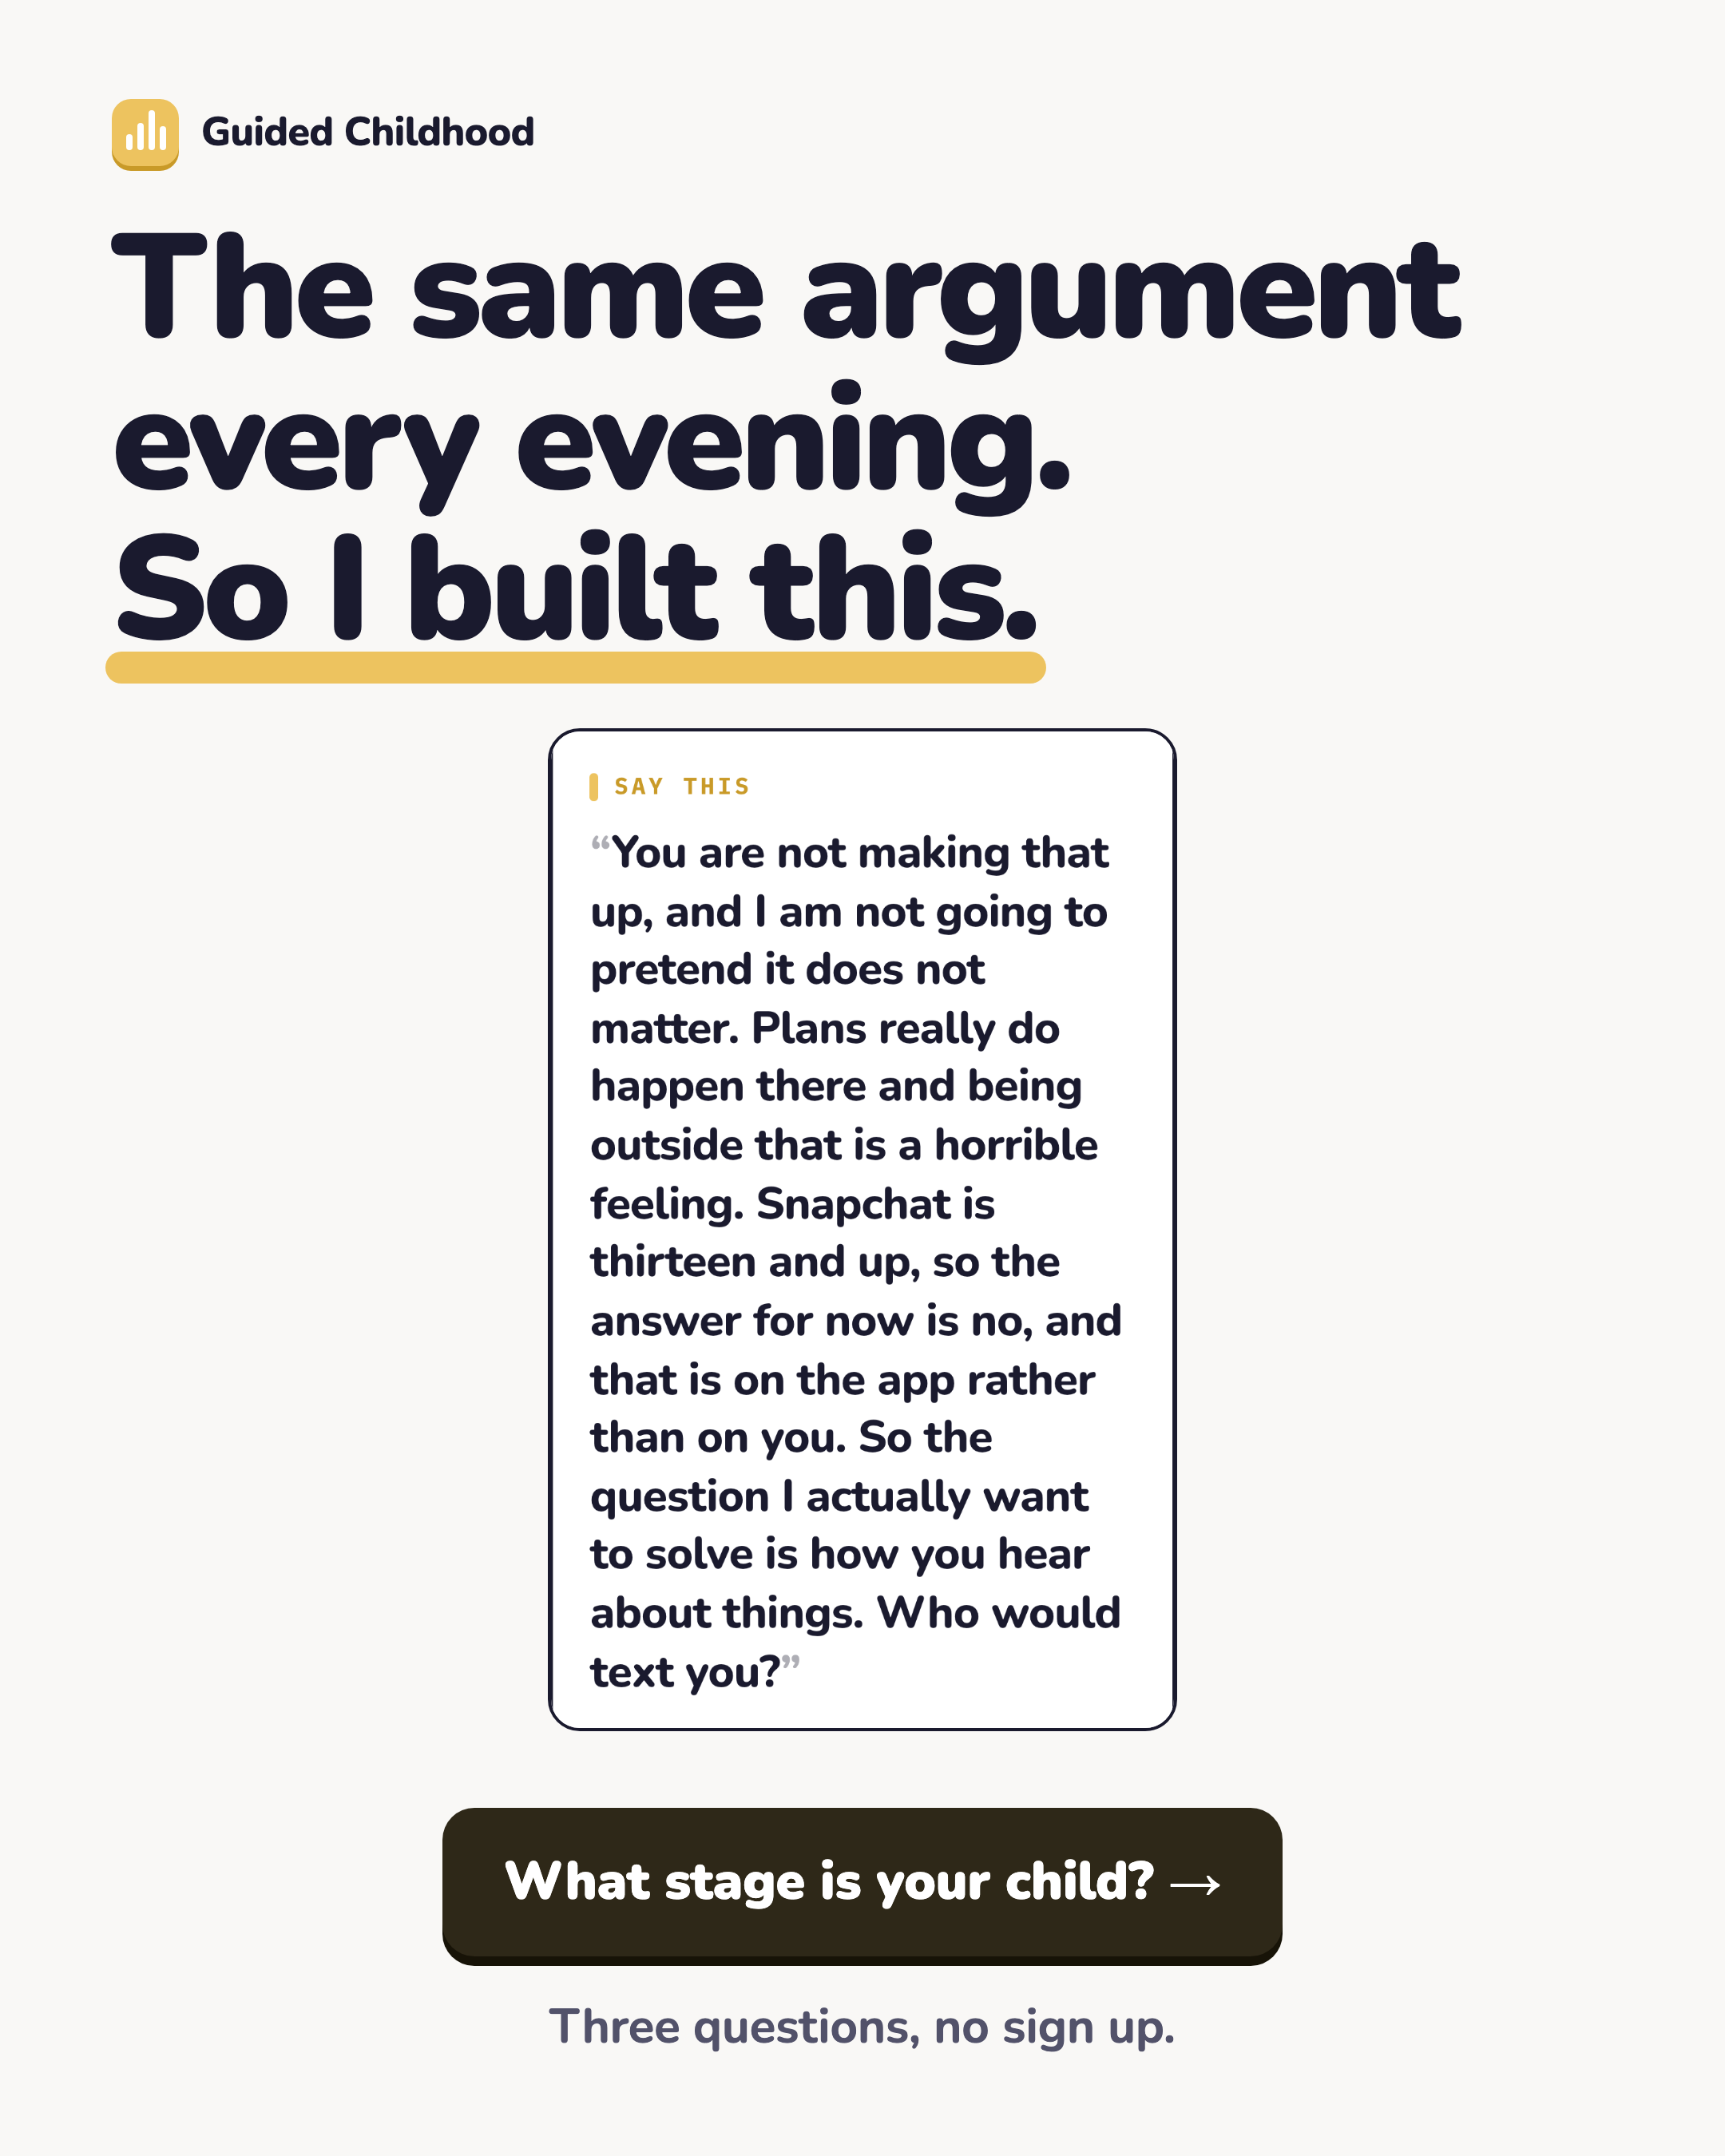 Guided Childhood
The same argument
every evening.
So I built this.
SAY THIS
“You are not making that
up, and I am not going to
pretend it does not
matter. Plans really do
happen there and being
outside that is a horrible
feeling. Snapchat is
thirteen and up, so the
answer for now is no, and
that is on the app rather
than on you. So the
question I actually want
to solve is how you hear
about things. Who would
text you?”
What stage is your child? →
Three questions, no sign up.